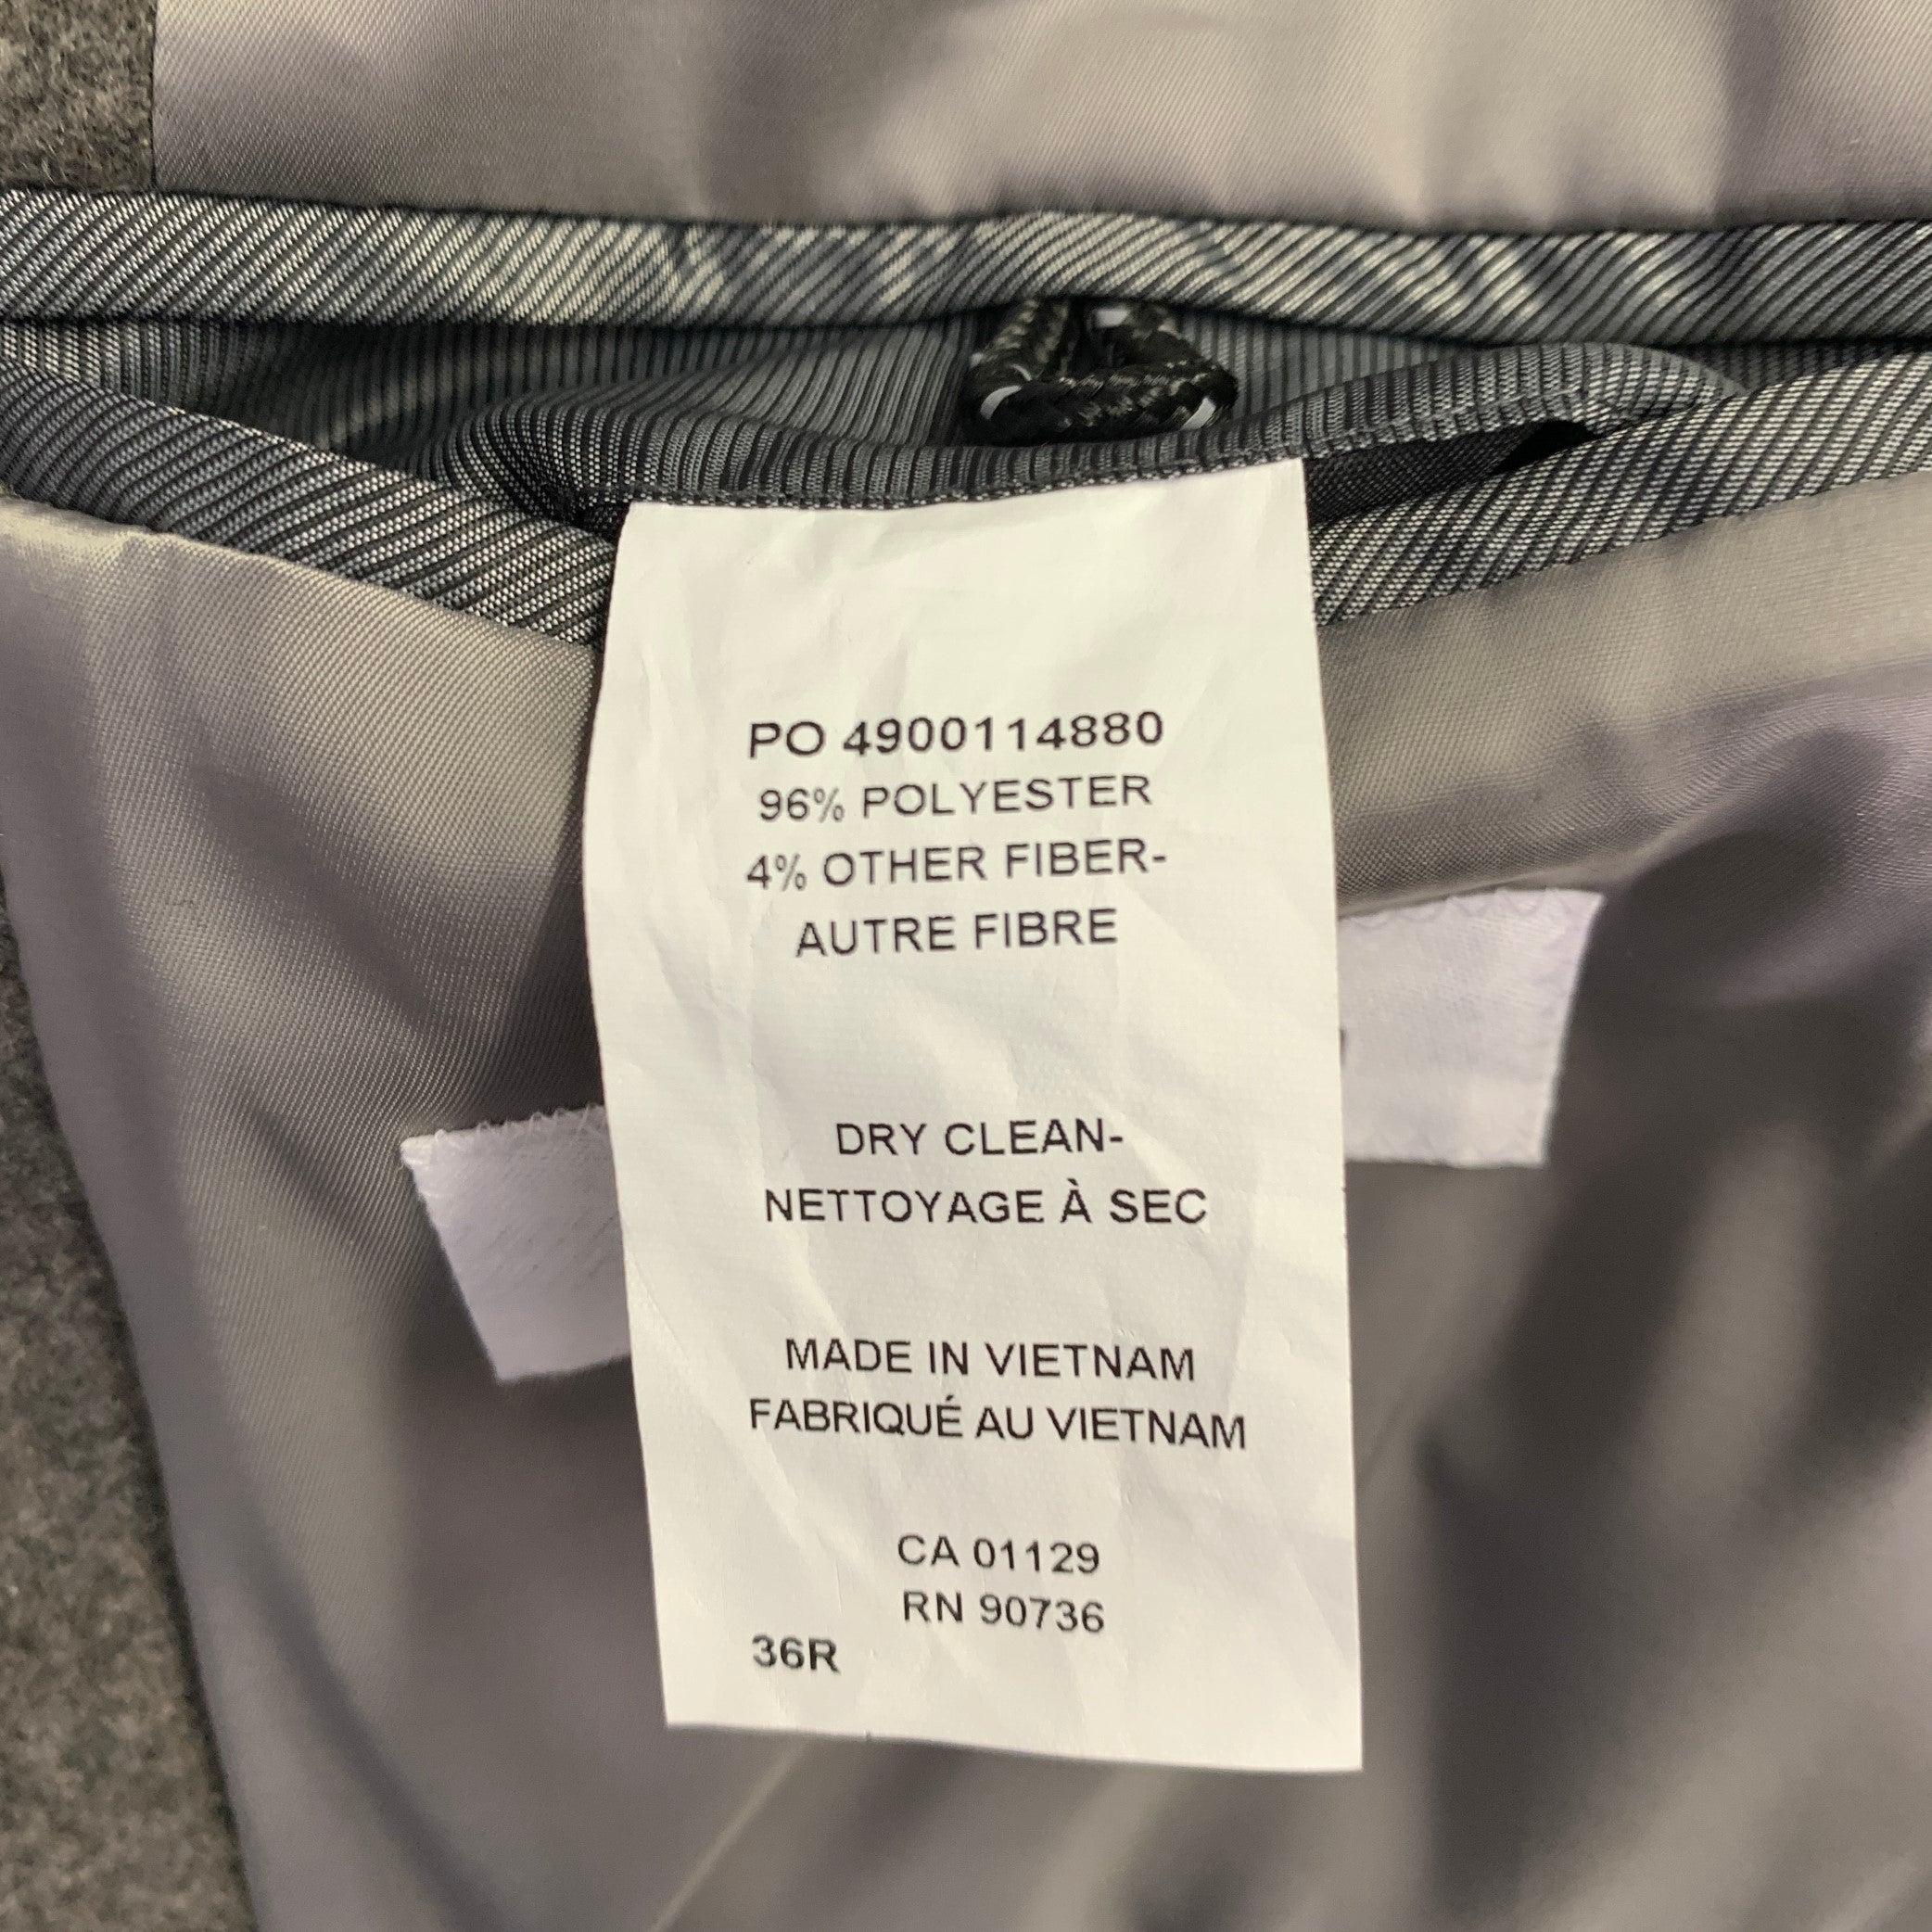 PO 4900114880
96% POLYESTER
4% OTHER FIBER-
AUTRE FIBRE
DRY CLEAN-
NETTOYAGE À SEC
MADE IN VIETNAM
FABRIQUÉ AU VIETNAM
CA 01129
RN 90736
36R